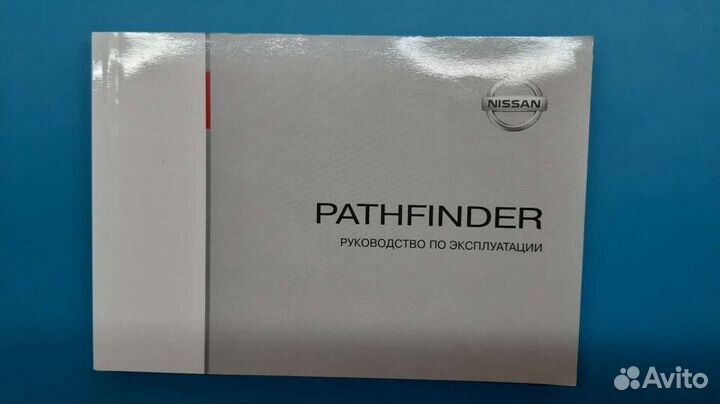 NISSAN
PATHFINDER
РУКОВОДСТВО ПО ЭКСПЛУАТАЦИИ
Avito